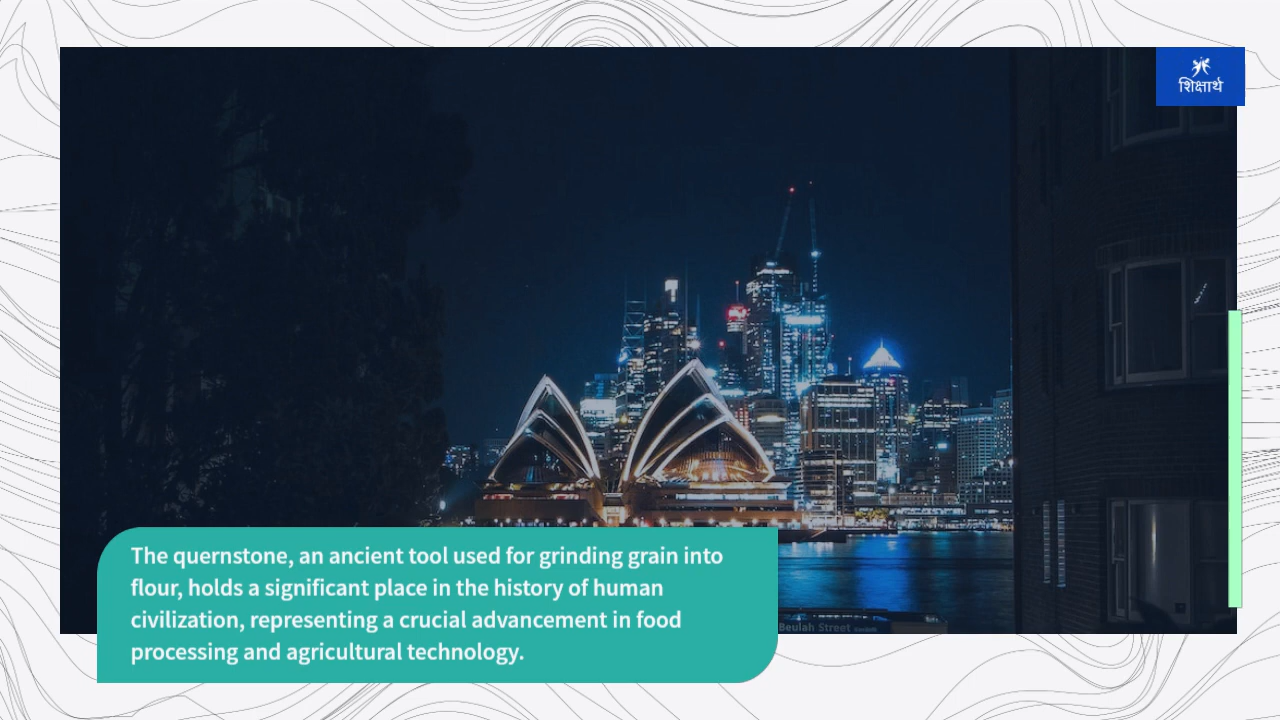 शिक्षार्थ
The quernstone, an ancient tool used for grinding grain into
flour, holds a significant place in the history of human
civilization, representing a crucial advancement in food
processing and agricultural technology.
Beulah Street